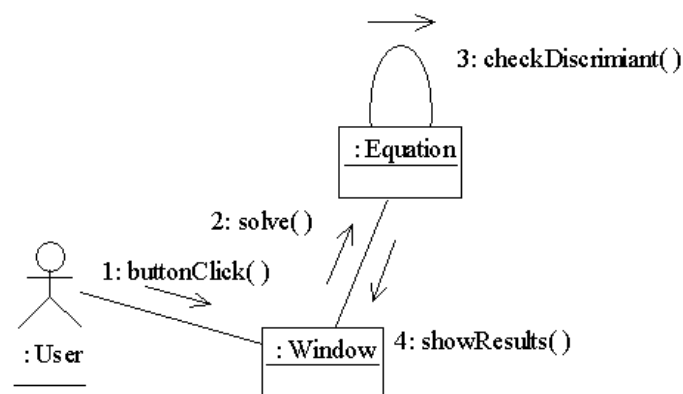 3: checkDiscrimiant()
: Equation
2: solve()
1: buttonClick()
: User
: Window
4: showResults()